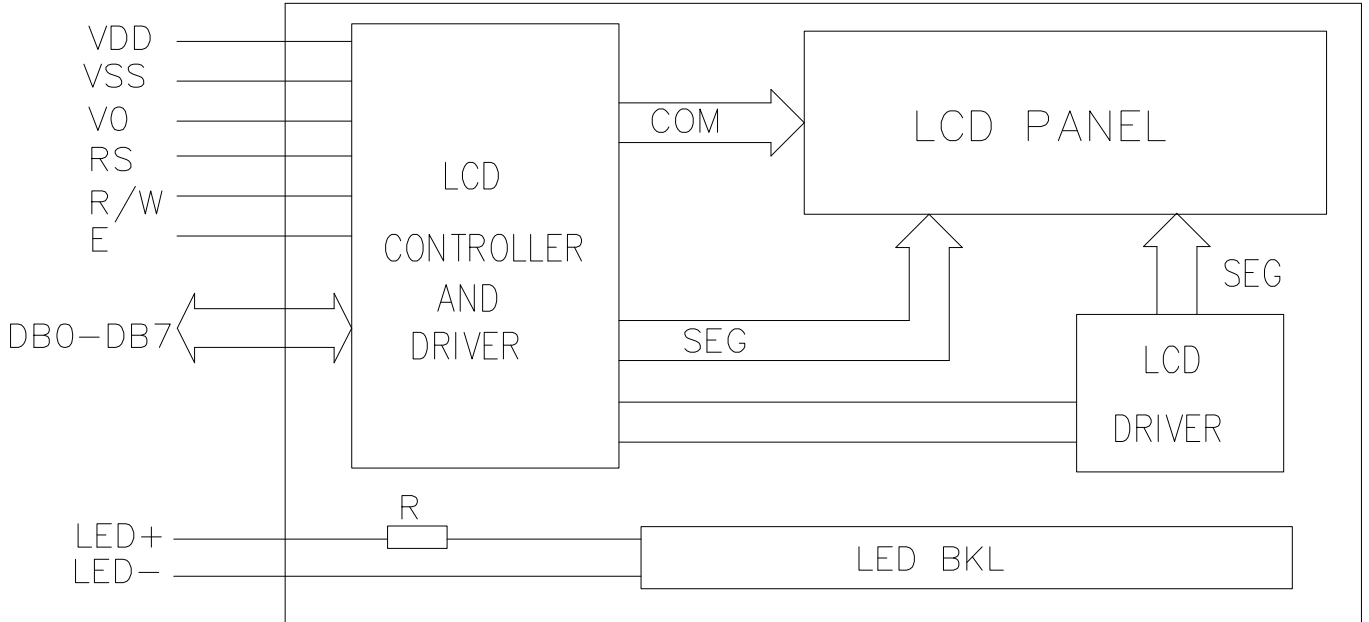 VDD
VSS
V0
RS
R/W
E
DB0-DB7
LED+
LED-
LCD
CONTROLLER
AND
DRIVER
COM
LCD PANEL
SEG
SEG
LCD
DRIVER
R
LED BKL